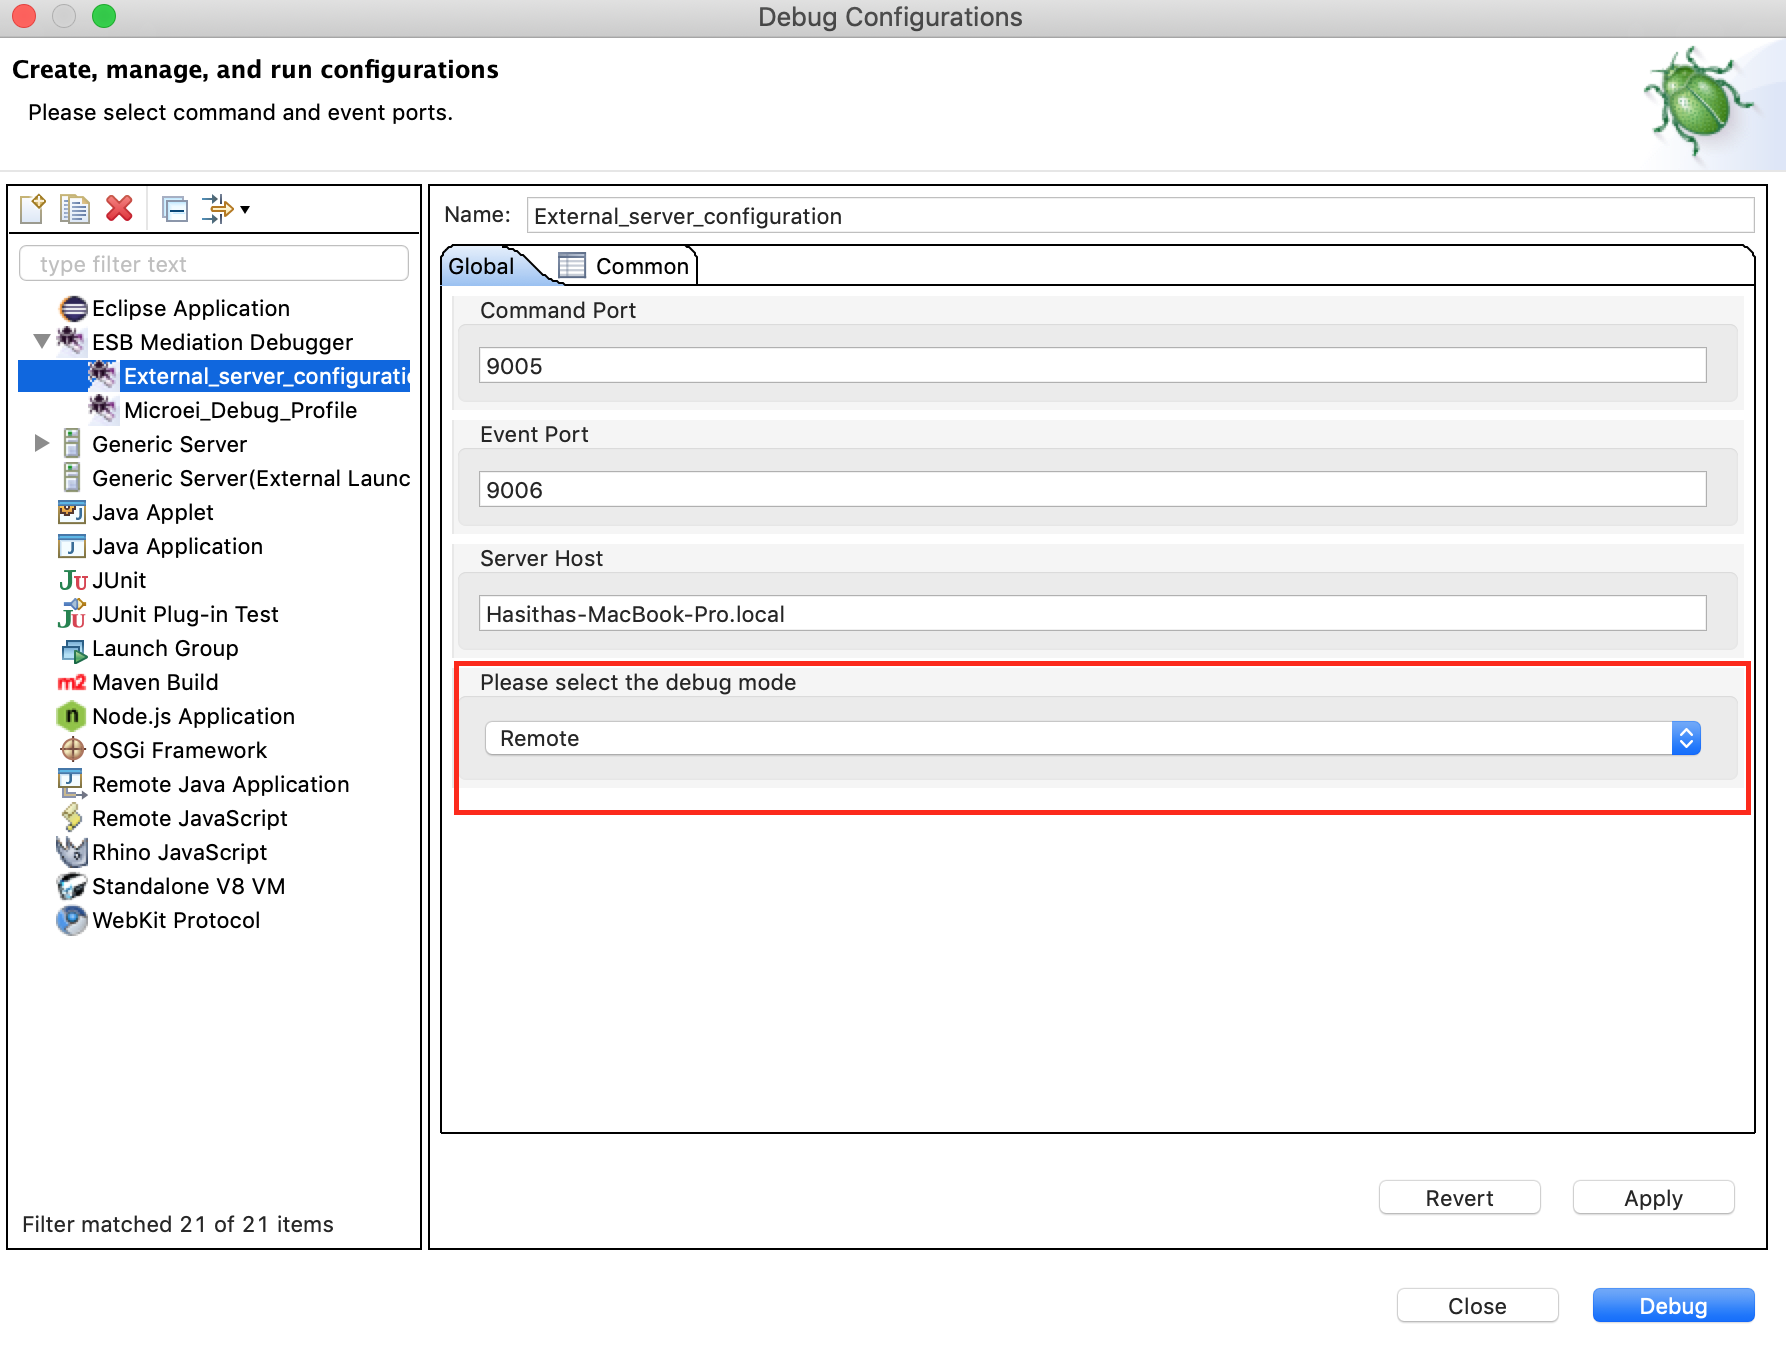 Debug Configurations
Create, manage, and run configurations
Please select command and event ports.
type filter text
Eclipse Application
ESB Mediation Debugger
External_server_configuratio
Microei_Debug_Profile
Generic Server
Generic Server(External Launc
Java Applet
Java Application
JUnit
JUnit Plug-in Test
Launch Group
m2 Maven Build
Node.js Application
OSGi Framework
Remote Java Application
Remote JavaScript
Rhino JavaScript
Standalone V8 VM
WebKit Protocol
Filter matched 21 of 21 items
Name: External_server_configuration
Global Common
Command Port
9005
Event Port
9006
Server Host
Hasithas-MacBook-Pro.local
Please select the debug mode
Remote
Revert Apply
Close Debug